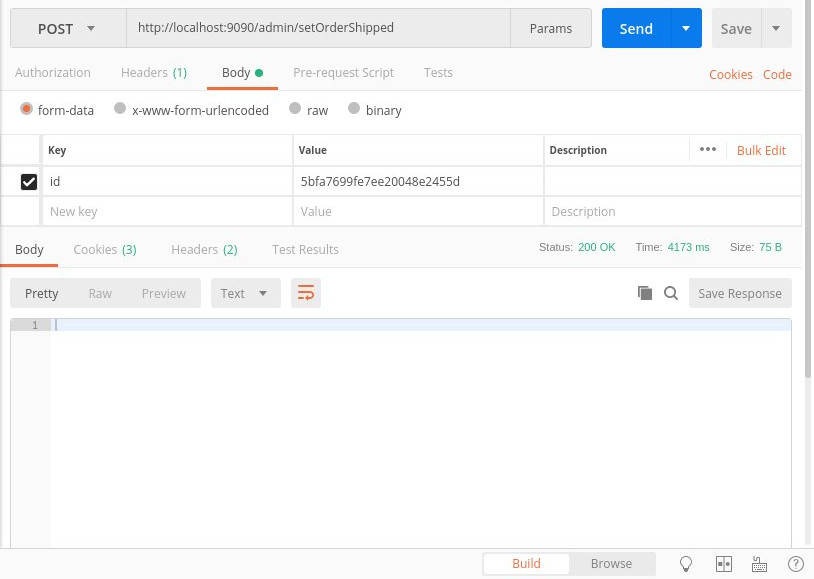 POST http://localhost:9090/admin/setOrderShipped Params Send Save
Authorization Headers (1) Body Pre-request Script Tests Cookies Code
form-data x-www-form-urlencoded raw binary
Key Value Description ••• Bulk Edit
id 5bfa7699fe7ee20048e2455d
New key Value Description
Body Cookies (3) Headers (2) Test Results Status: 200 OK Time: 4173 ms Size: 75 B
Pretty Raw Preview Text Save Response
1
Build Browse ?